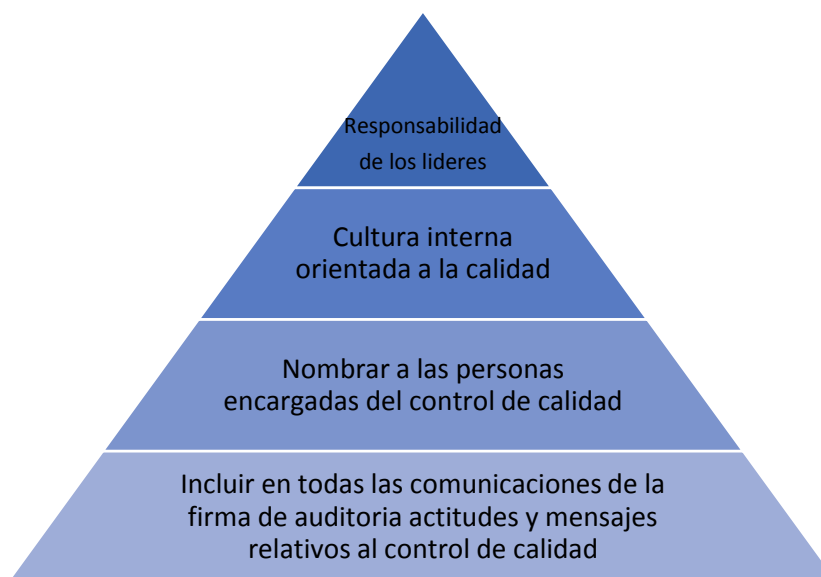 Responsabilidad
de los lideres
Cultura interna
orientada a la calidad
Nombrar a las personas
encargadas del control de calidad
Incluir en todas las comunicaciones de la
firma de auditoria actitudes y mensajes
relativos al control de calidad